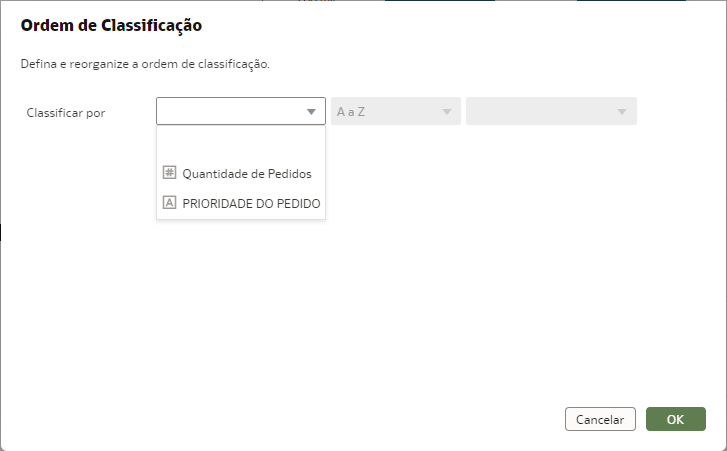 Ordem de Classificação
Defina e reorganize a ordem de classificação.
Classificar por
A a Z
# Quantidade de Pedidos
A PRIORIDADE DO PEDIDO
Cancelar
OK